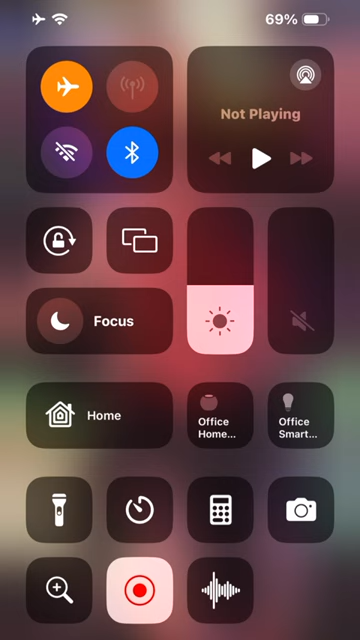 69%
Not Playing
Focus
Home
Office
Home...
Office
Smart...